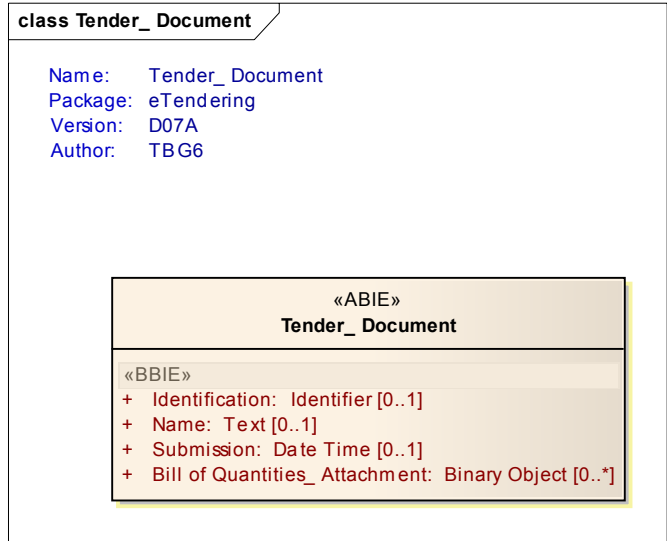 class Tender_ Document
Name: Tender_ Document
Package: eTendering
Version: D07A
Author: TBG6
«ABIE»
Tender_ Document
«BBIE»
+ Identification: Identifier [0..1]
+ Name: Text [0..1]
+ Submission: Date Time [0..1]
+ Bill of Quantities_ Attachment: Binary Object [0..*]